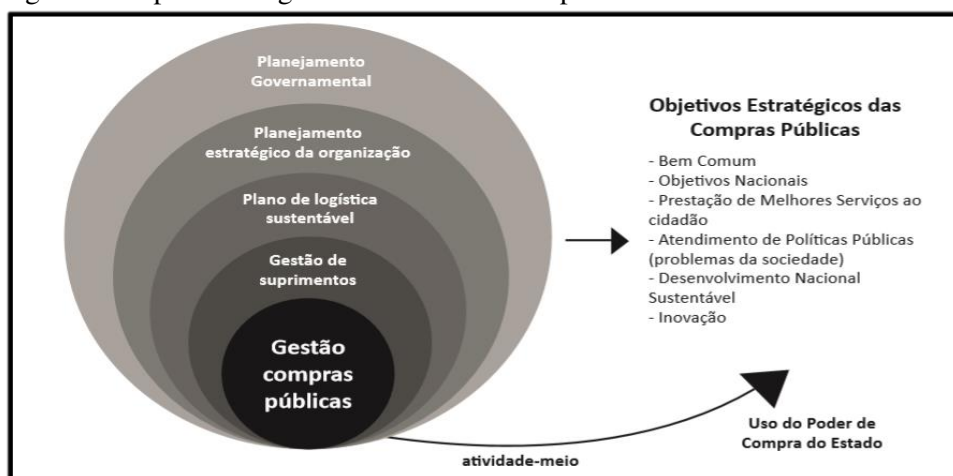 Planejamento
Governamental
Planejamento
estratégico da organização
Plano de logística
sustentável
Gestão de
suprimentos
Gestão
compras
públicas
Objetivos Estratégicos das
Compras Públicas
- Bem Comum
- Objetivos Nacionais
- Prestação de Melhores Serviços ao
cidadão
- Atendimento de Políticas Públicas
(problemas da sociedade)
- Desenvolvimento Nacional
Sustentável
- Inovação
Uso do Poder de
Compra do Estado
atividade-meio